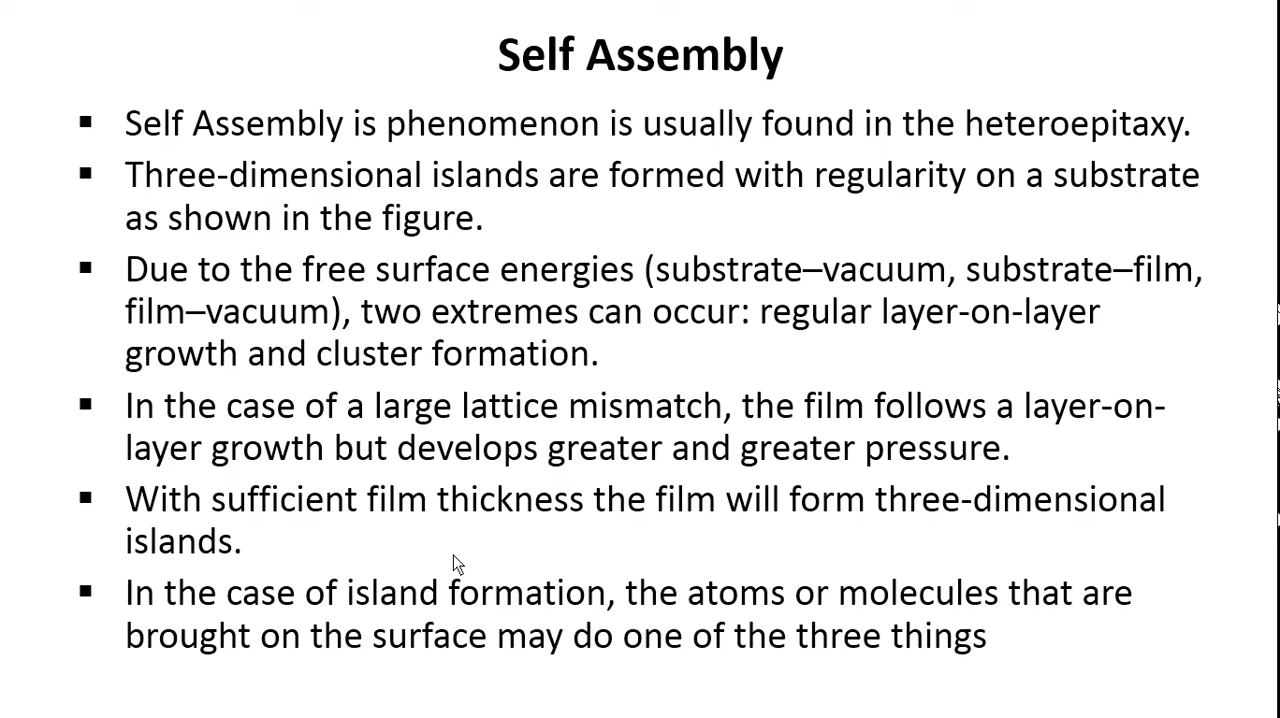 Self Assembly
▪ Self Assembly is phenomenon is usually found in the heteroepitaxy.
▪ Three-dimensional islands are formed with regularity on a substrate
as shown in the figure.
▪ Due to the free surface energies (substrate–vacuum, substrate–film,
film–vacuum), two extremes can occur: regular layer-on-layer
growth and cluster formation.
▪ In the case of a large lattice mismatch, the film follows a layer-on-
layer growth but develops greater and greater pressure.
▪ With sufficient film thickness the film will form three-dimensional
islands.
▪ In the case of island formation, the atoms or molecules that are
brought on the surface may do one of the three things